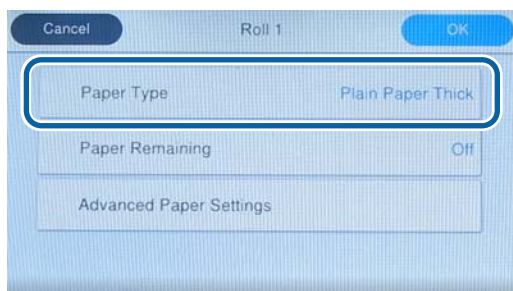 Cancel Roll 1 OK
Paper Type Plain Paper Thick
Paper Remaining Off
Advanced Paper Settings